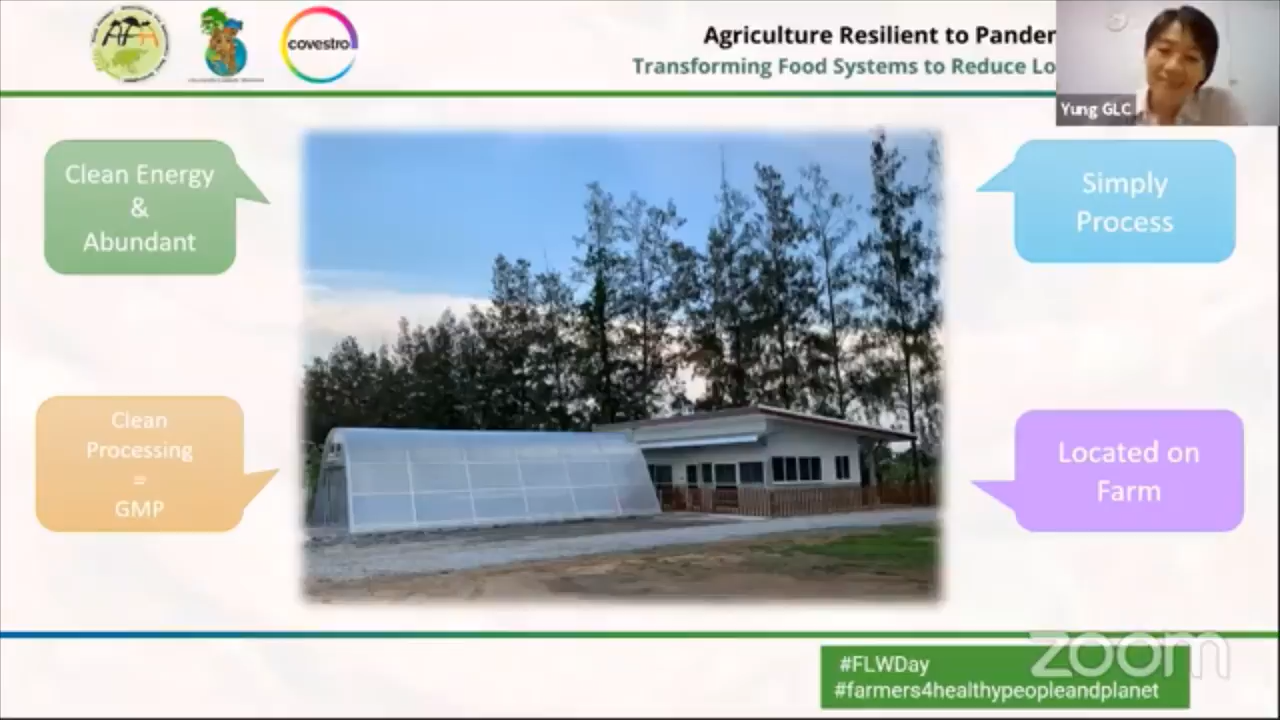 AFA
covestro
Agriculture Resilient to Pander
Transforming Food Systems to Reduce Lo
Yung GLC
Clean Energy
&
Abundant
Simply
Process
Clean
Processing
=
GMP
Located on
Farm
zoom
#FLWDay
#farmers4healthypeopleandplanet